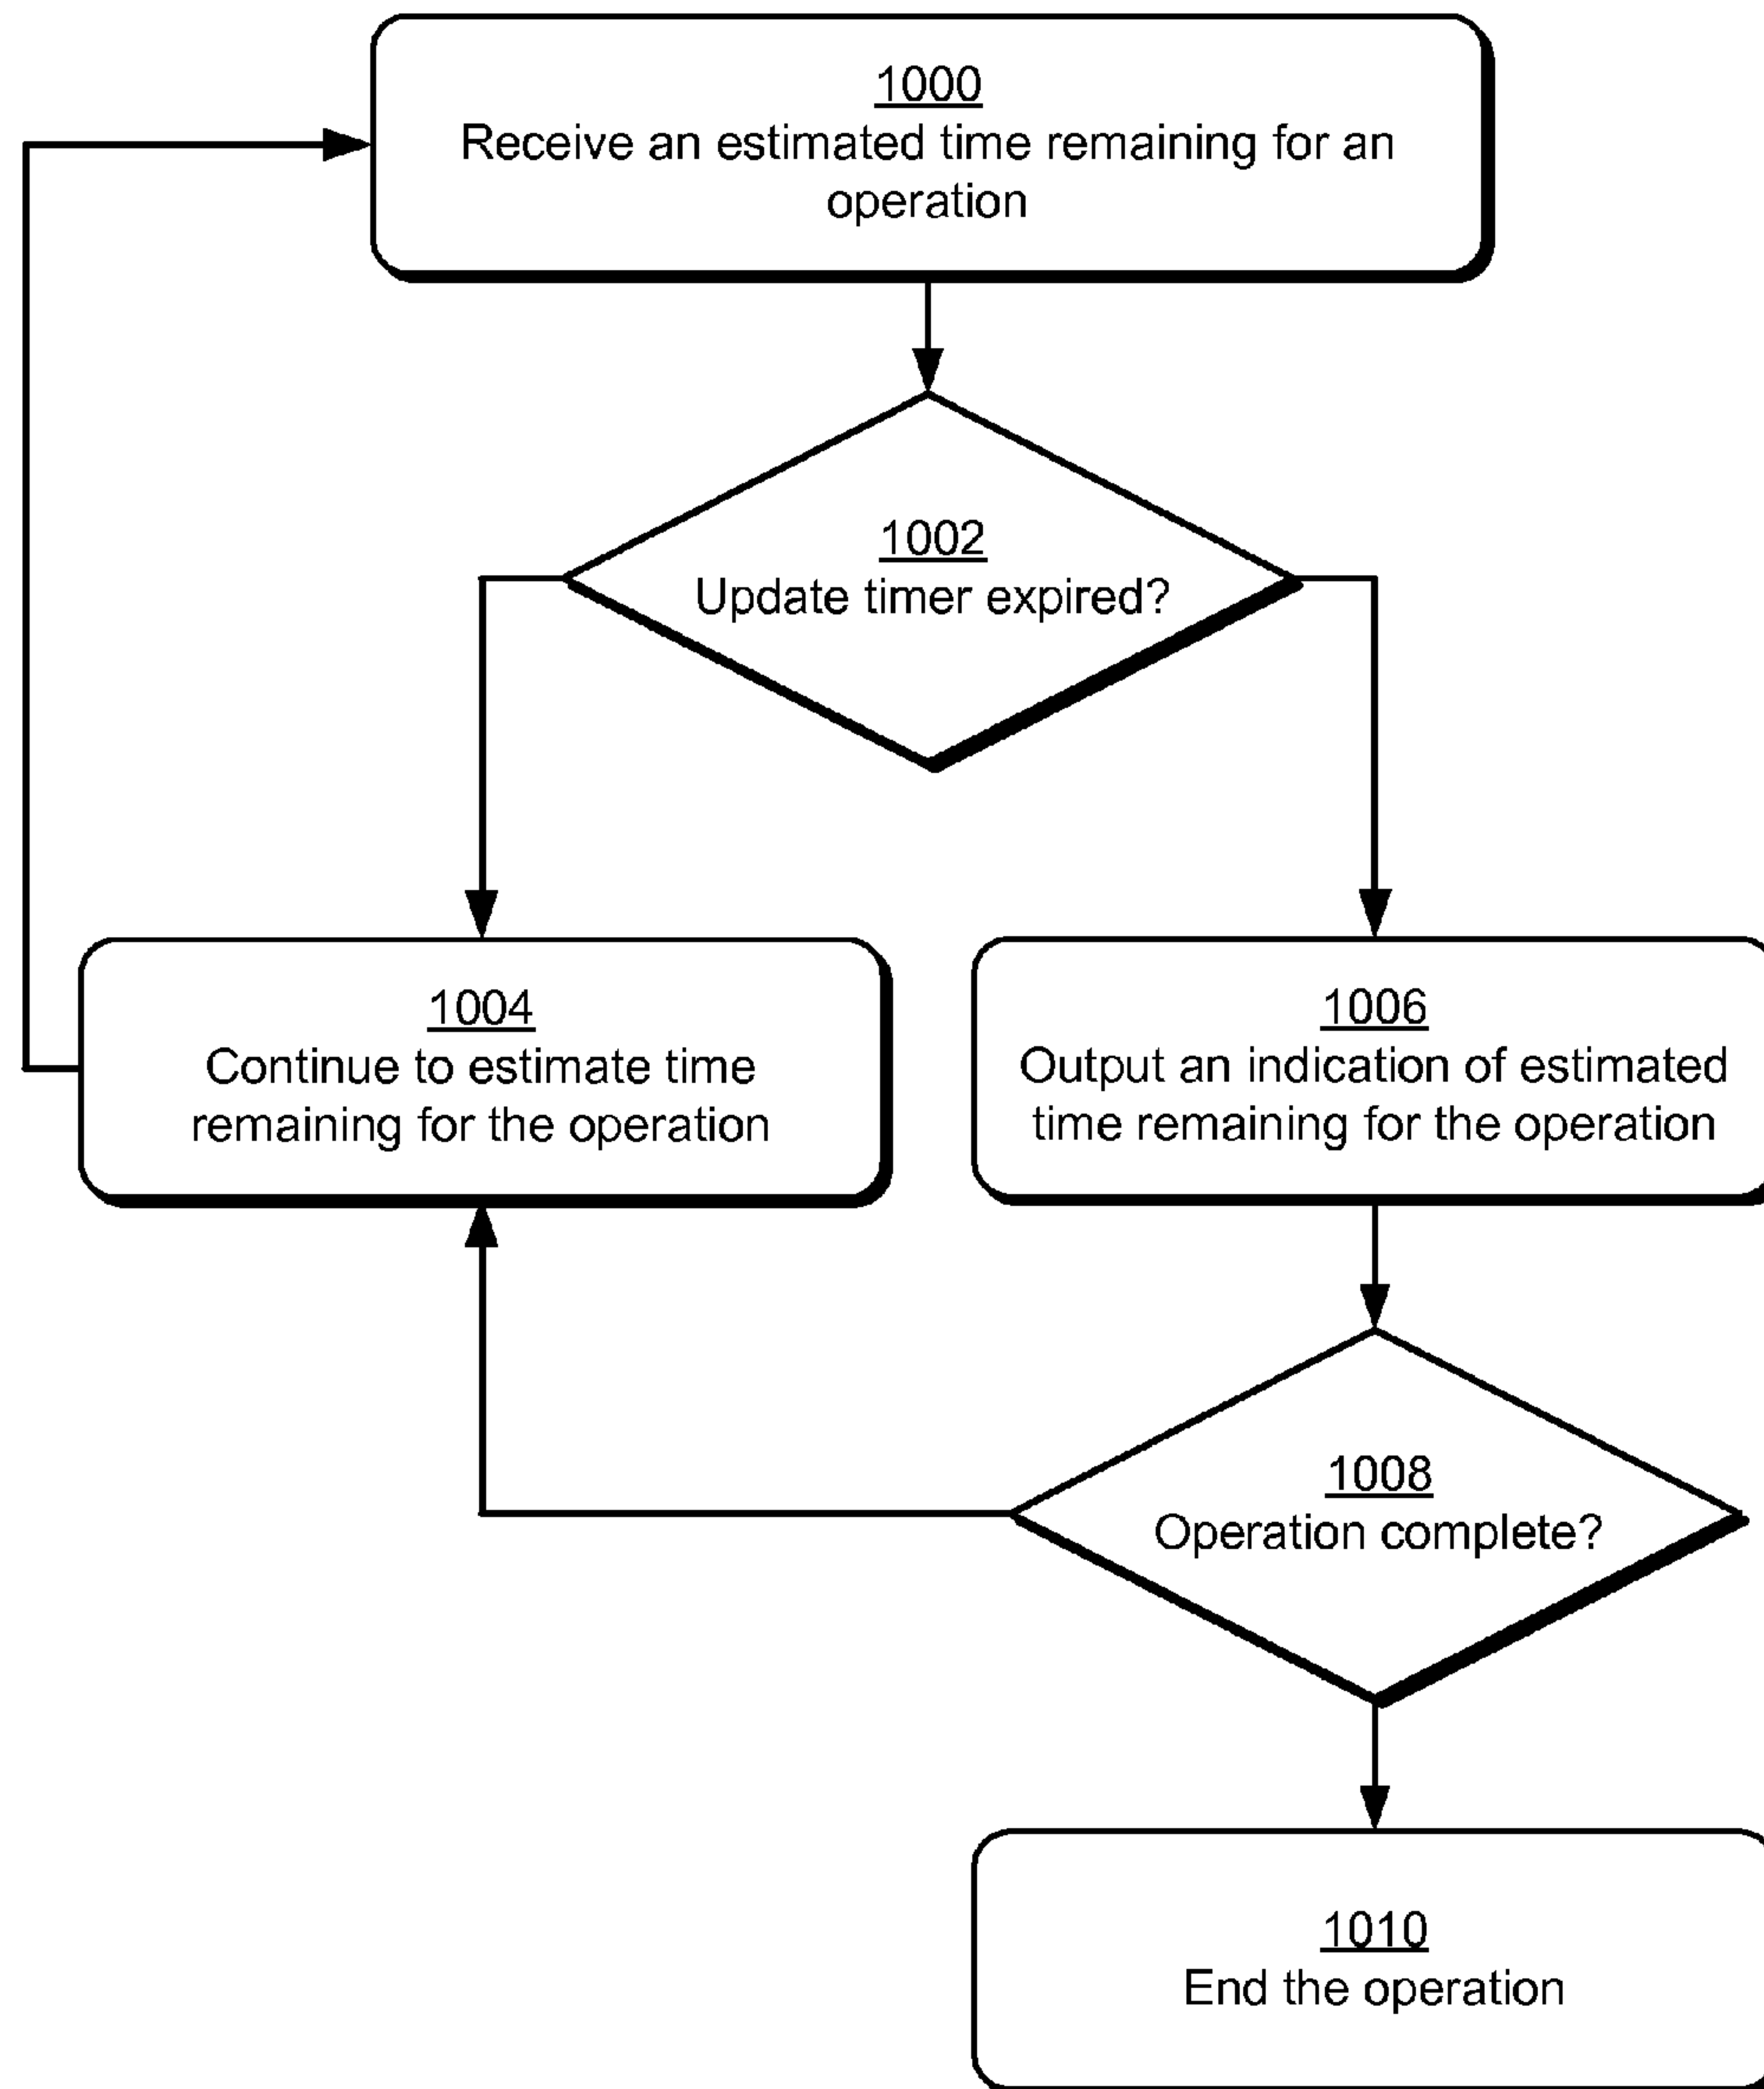 1000
Receive an estimated time remaining for an
operation
1002
Update timer expired?
1004
Continue to estimate time
remaining for the operation
1006
Output an indication of estimated
time remaining for the operation
1008
Operation complete?
1010
End the operation